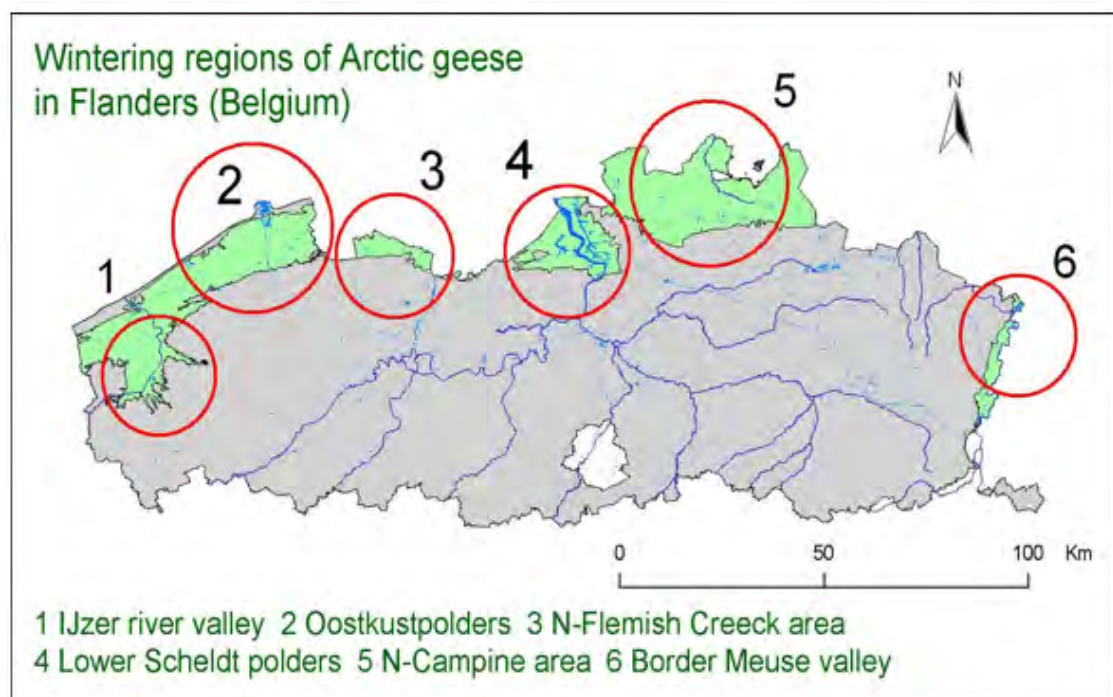 Wintering regions of Arctic geese
in Flanders (Belgium)
N
1
2
3
4
5
6
0 50 100 Km
1 IJzer river valley 2 Oostkustpolders 3 N-Flemish Creeck area
4 Lower Scheldt polders 5 N-Campine area 6 Border Meuse valley